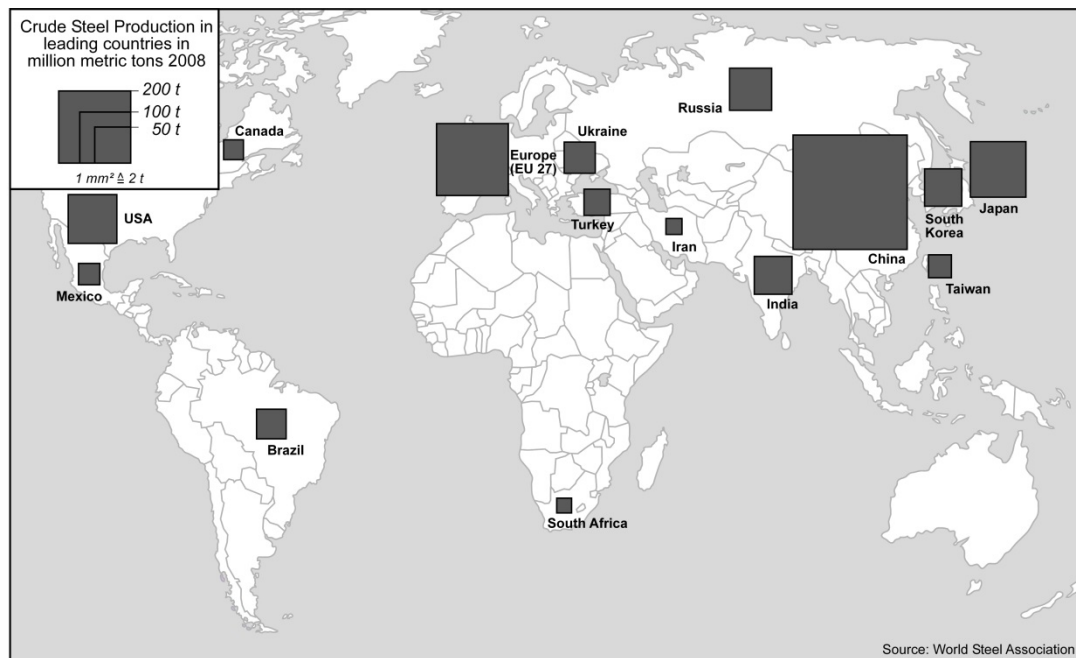 Crude Steel Production in
leading countries in
million metric tons 2008
200 t
100 t
50 t
1 mm² ≙ 2 t
Canada
USA
Mexico
Brazil
Europe
(EU 27)
Ukraine
Turkey
Russia
Iran
India
China
South
Korea
Japan
Taiwan
South Africa
Source: World Steel Association